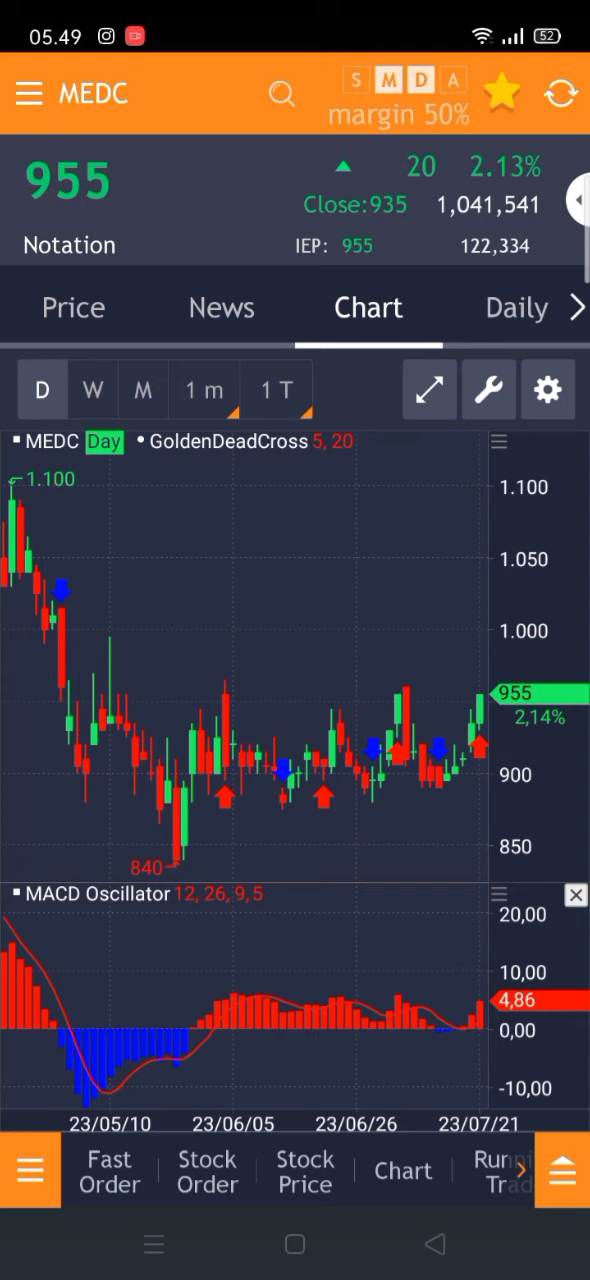 05.49
52
MEDC
S M D A
margin 50%
955
20 2.13%
Close:935 1,041,541
Notation
IEP: 955 122,334
Price News Chart Daily
D W M 1 m 1 T
MEDC Day GoldenDeadCross 5, 20
1.100
1.100
1.050
1.000
955
2,14%
900
850
840
MACD Oscillator 12, 26, 9, 5
20,00
10,00
4,86
0,00
-10,00
23/05/10 23/06/05 23/06/26 23/07/21
Fast Order
Stock Order
Stock Price
Chart